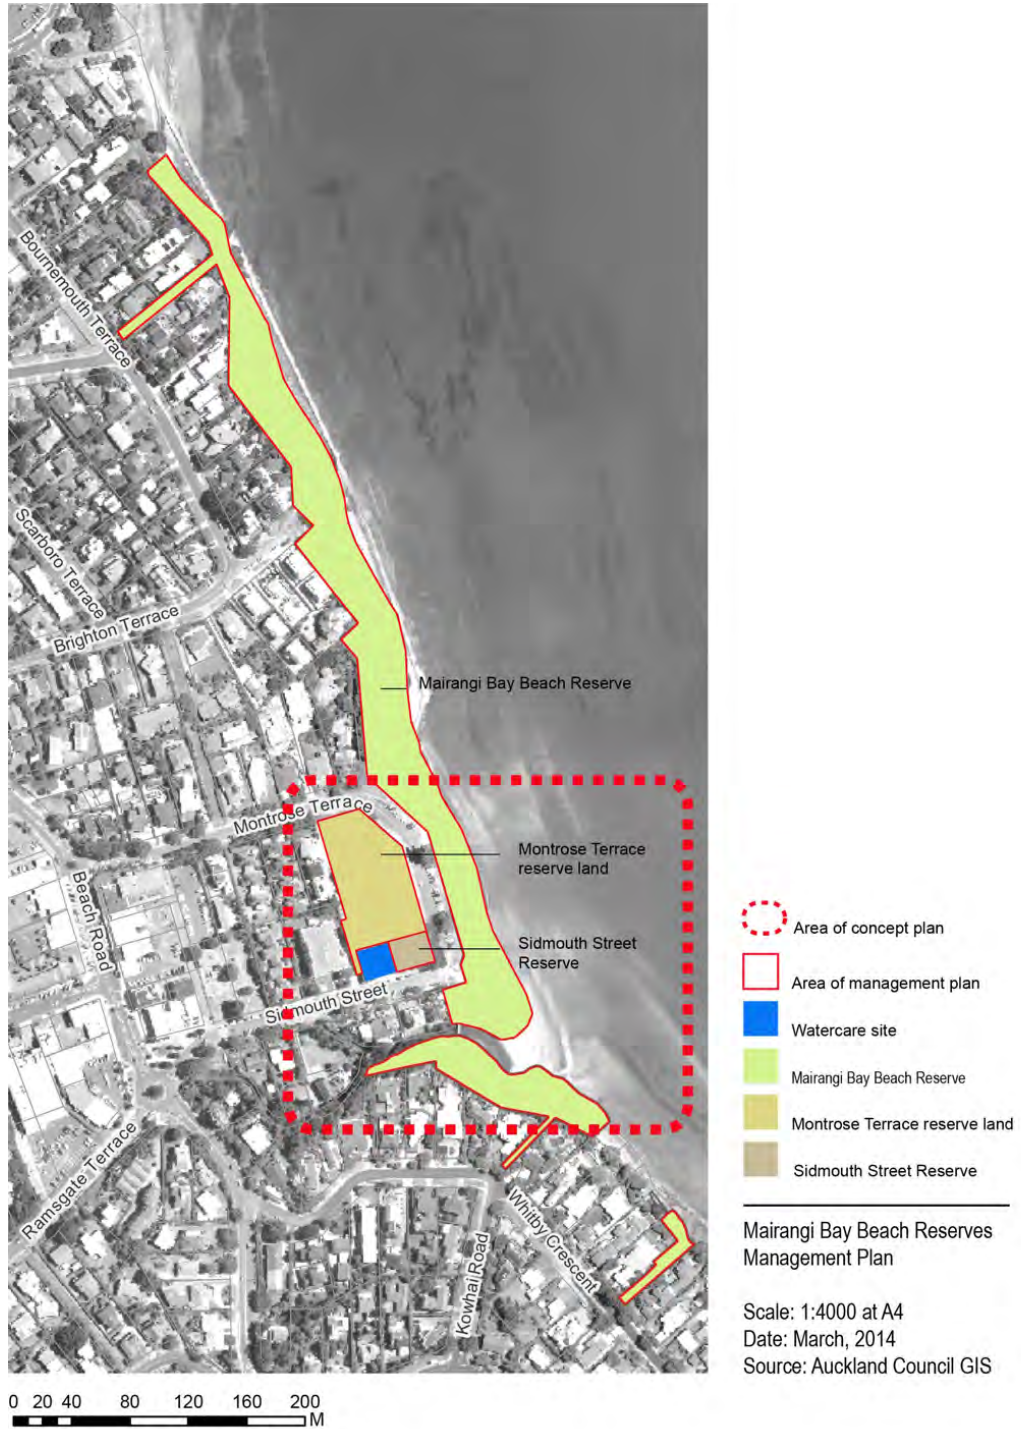 Bournemouth Terrace
Scarboro Terrace
Brighton Terrace
Mairangi Bay Beach Reserve
Montrose Terrace
Montrose Terrace
reserve land
Beach Road
Sidmouth Street
Reserve
Sidmouth Street
Ramsgate Terrace
Whitby Crescent
Kowhai Road
Area of concept plan
Area of management plan
Watercare site
Mairangi Bay Beach Reserve
Montrose Terrace reserve land
Sidmouth Street Reserve
Mairangi Bay Beach Reserves
Management Plan
Scale: 1:4000 at A4
Date: March, 2014
Source: Auckland Council GIS
0 20 40 80 120 160 200
M